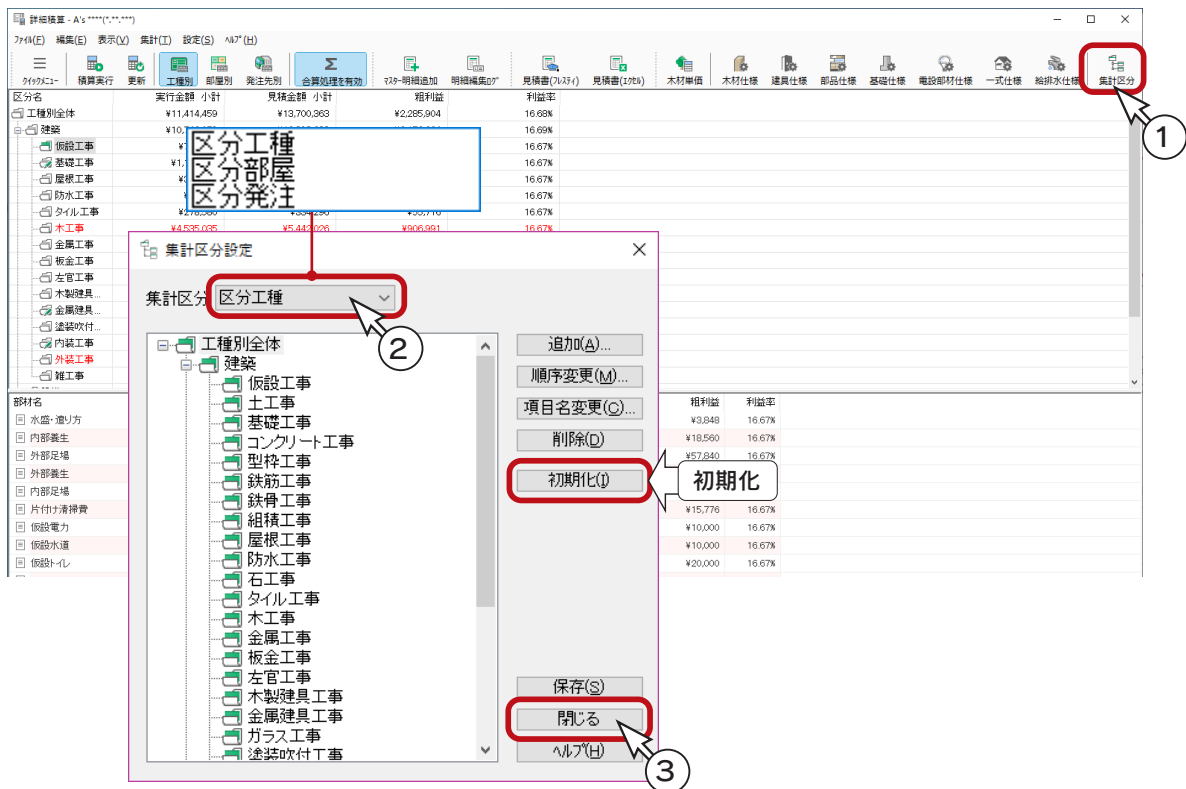 詳細積算 - A's ****(*.**.***)
ﾌｧｲﾙ(F) 編集(E) 表示(V) 集計(T) 設定(S) ﾍﾙﾌﾟ(H)
ｸｲｯｸﾒﾆｭｰ 積算実行 更新 工種別 部屋別 発注先別 合算処理を有効 ﾏｽﾀｰ明細追加 明細編集ﾛｸﾞ 見積書(ﾌﾚｽﾃｨ) 見積書(ｴｸｾﾙ) 木材単価 木材仕様 建具仕様 部品仕様 基礎仕様 電設部材仕様 一式仕様 給排水仕様 集計区分
区分名 実行金額 小計 見積金額 小計 粗利益 利益率
工種別全体 ¥11,414,459 ¥13,700,363 ¥2,285,904 16.68%
建築 16.69%
仮設工事 16.67%
基礎工事 16.67%
屋根工事 16.67%
防水工事 16.67%
タイル工事 16.67%
木工事 ¥4,535,035 ¥5,442,026 ¥906,991 16.67%
金属工事
板金工事
左官工事
木製建具...
金属建具...
塗装吹付...
内装工事
外装工事
雑工事
①
区分工種
区分部屋
区分発注
集計区分設定
集計区分 区分工種
②
工種別全体
建築
仮設工事
土工事
基礎工事
コンクリート工事
型枠工事
鉄筋工事
鉄骨工事
組積工事
屋根工事
防水工事
石工事
タイル工事
木工事
金属工事
板金工事
左官工事
木製建具工事
金属建具工事
ガラス工事
塗装吹付工事
追加(A)...
順序変更(M)...
項目名変更(C)...
削除(D)
初期化(I)
初期化
保存(S)
閉じる
ﾍﾙﾌﾟ(H)
③
部材名 粗利益 利益率
水盛・遣り方 ¥3,848 16.67%
内部養生 ¥18,560 16.67%
外部足場 ¥57,840 16.67%
外部養生
内部足場
片付け清掃費 ¥15,776 16.67%
仮設電力 ¥10,000 16.67%
仮設水道 ¥10,000 16.67%
仮設トイレ ¥20,000 16.67%